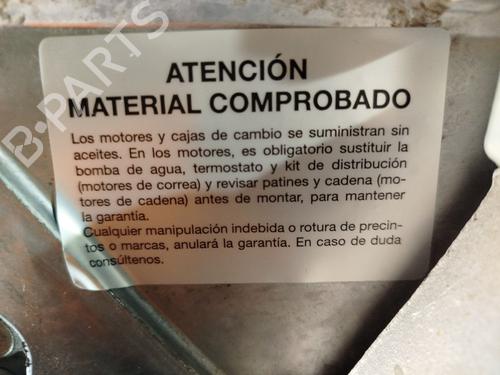 B-PARTS
ATENCIÓN
MATERIAL COMPROBADO
Los motores y cajas de cambio se suministran sin
aceites. En los motores, es obligatorio sustituir la
bomba de agua, termostato y kit de distribución
(motores de correa) y revisar patines y cadena (mo-
tores de cadena) antes de montar, para mantener
la garantía.
Cualquier manipulación indebida o rotura de precin-
tos o marcas, anulará la garantía. En caso de duda
consúltenos.